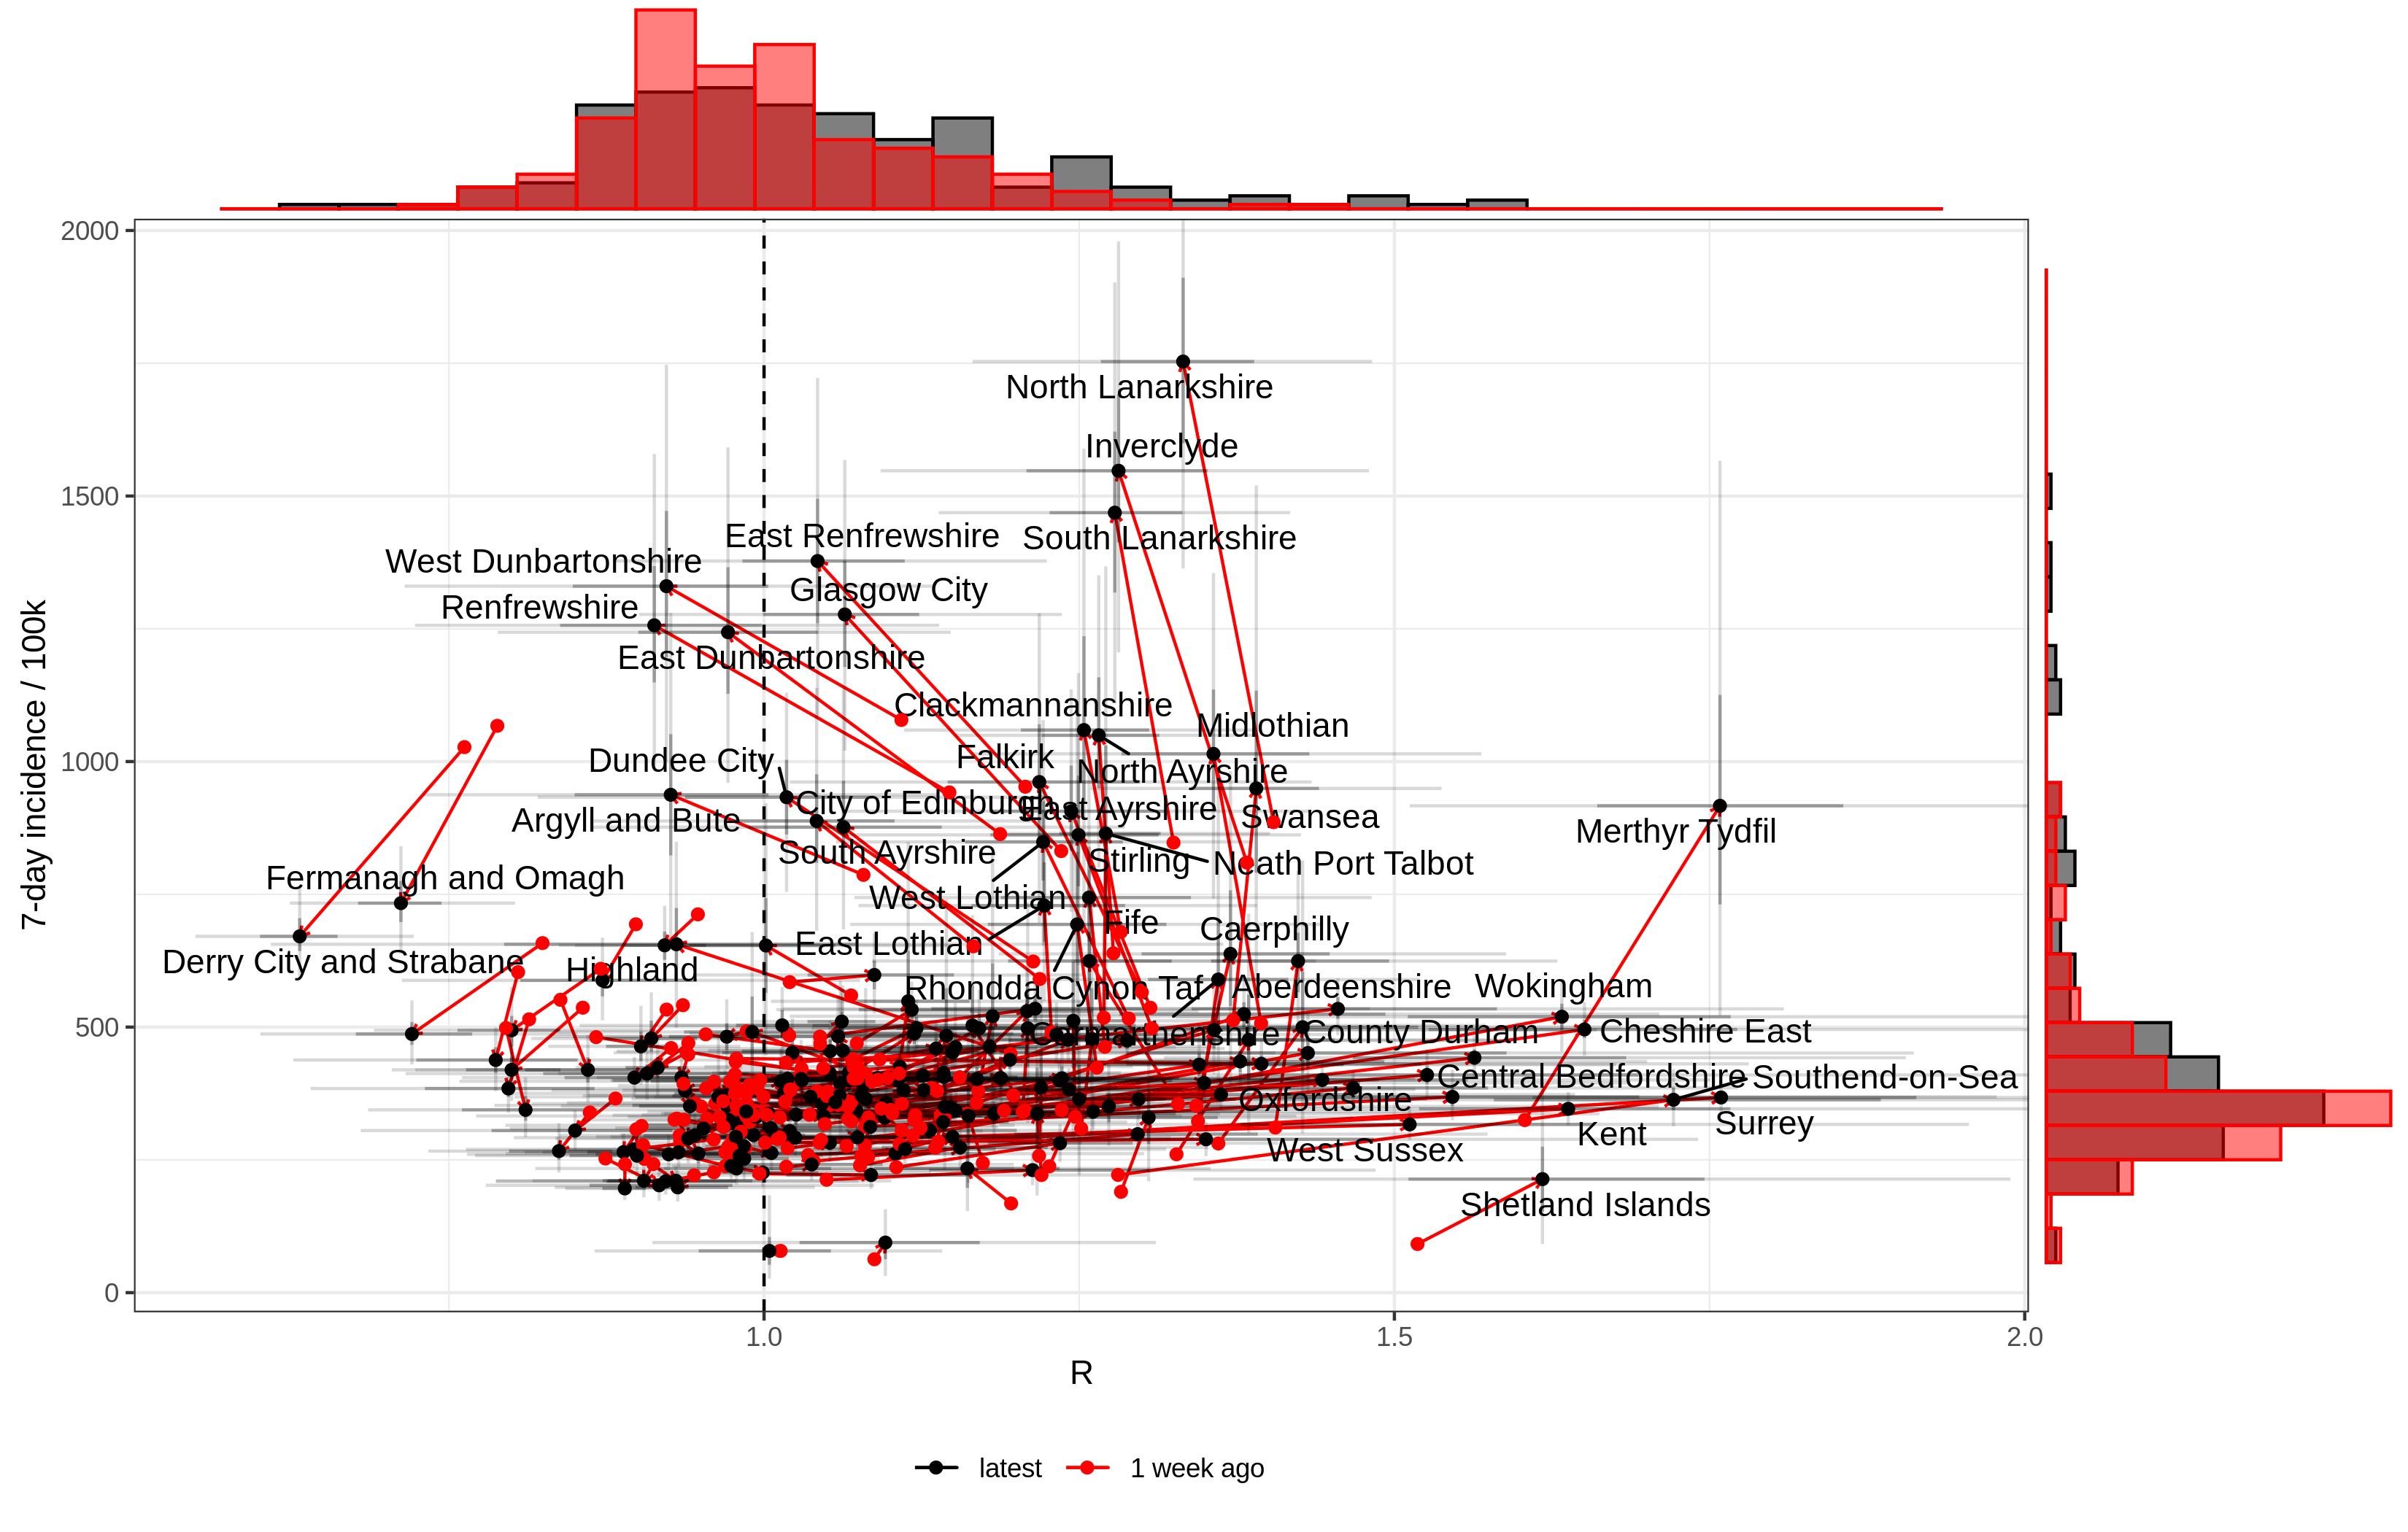 2000
North Lanarkshire
Inverclyde
1500
East Renfrewshire
South Lanarkshire
West Dunbartonshire
Glasgow City
Renfrewshire
East Dunbartonshire
Clackmannanshire
Midlothian
Falkirk
Dundee City
1000
North Ayrshire
City of Edinburgh
East Ayrshire
Argyll and Bute
Swansea
Merthyr Tydfil
South Ayrshire
Stirling
Neath Port Talbot
Fermanagh and Omagh
West Lothian
Fife
Caerphilly
East Lothian
Derry City and Strabane
Highland
Rhondda Cynon Taf
Aberdeenshire
Wokingham
500
Carmarthenshire
County Durham
Cheshire East
Central Bedfordshire
Southend-on-Sea
Oxfordshire
Surrey
Kent
West Sussex
Shetland Islands
0
7-day incidence / 100k
1.0
1.5
2.0
R
latest
1 week ago